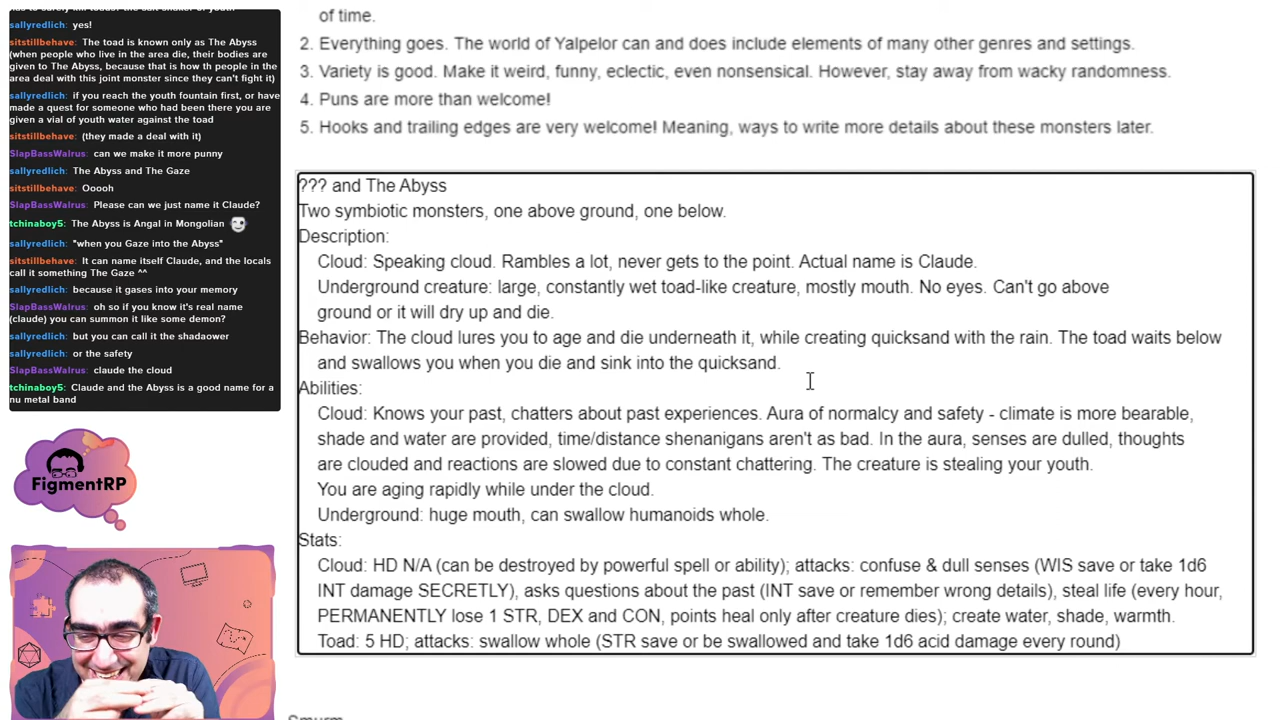 sallyredlich: yes!
sitstillbehave: The toad is known only as The Abyss
(when people who live in the area die, their bodies are
given to The Abyss, because that is how th people in the
area deal with this joint monster since they can't fight it)
sallyredlich: if you reach the youth fountain first, or have
made a quest for someone who had been there you are
given a vial of youth water against the toad
sitstillbehave: (they made a deal with it)
SlapBassWalrus: can we make it more punny
sallyredlich: The Abyss and The Gaze
sitstillbehave: Ooooh
SlapBassWalrus: Please can we just name it Claude?
tchinaboy5: The Abyss is Angal in Mongolian
sallyredlich: "when you Gaze into the Abyss"
sitstillbehave: It can name itself Claude, and the locals
call it something The Gaze ^^
sallyredlich: because it gases into your memory
SlapBassWalrus: oh so if you know it's real name
(claude) you can summon it like some demon?
sallyredlich: but you can call it the shadaower
sallyredlich: or the safety
SlapBassWalrus: claude the cloud
tchinaboy5: Claude and the Abyss is a good name for a
nu metal band
FigmentRP
of time.
2. Everything goes. The world of Yalpelor can and does include elements of many other genres and settings.
3. Variety is good. Make it weird, funny, eclectic, even nonsensical. However, stay away from wacky randomness.
4. Puns are more than welcome!
5. Hooks and trailing edges are very welcome! Meaning, ways to write more details about these monsters later.
??? and The Abyss
Two symbiotic monsters, one above ground, one below.
Description:
Cloud: Speaking cloud. Rambles a lot, never gets to the point. Actual name is Claude.
Underground creature: large, constantly wet toad-like creature, mostly mouth. No eyes. Can't go above
ground or it will dry up and die.
Behavior: The cloud lures you to age and die underneath it, while creating quicksand with the rain. The toad waits below
and swallows you when you die and sink into the quicksand.
Abilities:
Cloud: Knows your past, chatters about past experiences. Aura of normalcy and safety - climate is more bearable,
shade and water are provided, time/distance shenanigans aren't as bad. In the aura, senses are dulled, thoughts
are clouded and reactions are slowed due to constant chattering. The creature is stealing your youth.
You are aging rapidly while under the cloud.
Underground: huge mouth, can swallow humanoids whole.
Stats:
Cloud: HD N/A (can be destroyed by powerful spell or ability); attacks: confuse & dull senses (WIS save or take 1d6
INT damage SECRETLY), asks questions about the past (INT save or remember wrong details), steal life (every hour,
PERMANENTLY lose 1 STR, DEX and CON, points heal only after creature dies); create water, shade, warmth.
Toad: 5 HD; attacks: swallow whole (STR save or be swallowed and take 1d6 acid damage every round)